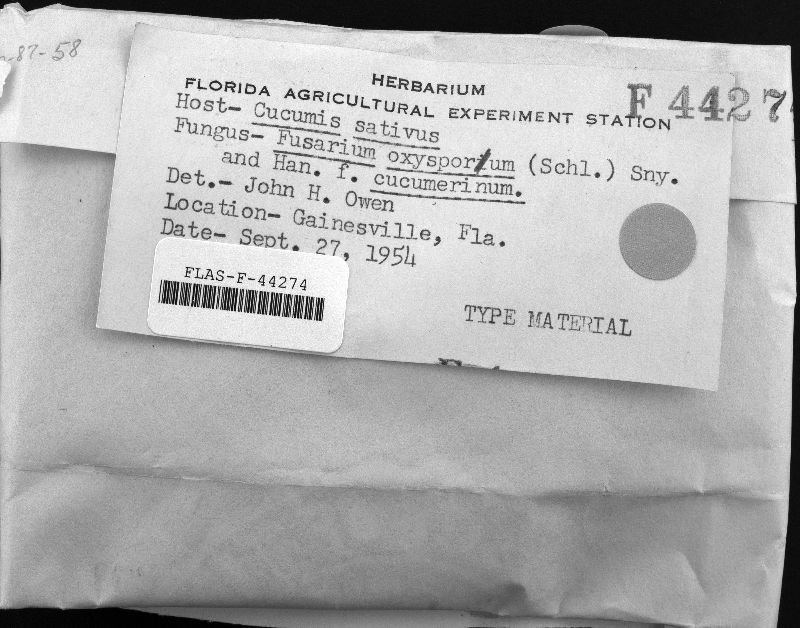 87-58
HERBARIUM
FLORIDA AGRICULTURAL EXPERIMENT STATION
F 4427
Host- Cucumis sativus
Fungus- Fusarium oxysporum (Schl.) Sny.
and Han. f. cucumerinum.
Det.- John H. Owen
Location- Gainesville, Fla.
Date- Sept. 27, 1954
FLAS-F-44274
TYPE MATERIAL